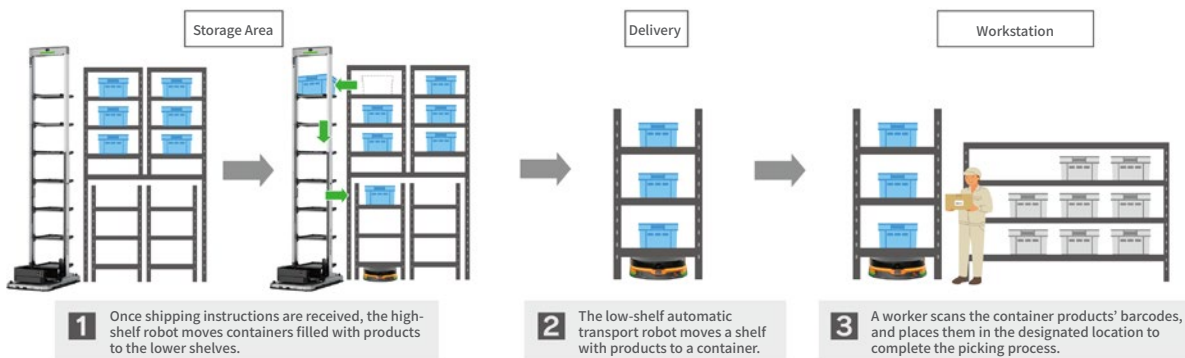 Storage Area
Delivery
Workstation
1
Once shipping instructions are received, the high-
shelf robot moves containers filled with products
to the lower shelves.
2
The low-shelf automatic
transport robot moves a shelf
with products to a container.
3
A worker scans the container products' barcodes,
and places them in the designated location to
complete the picking process.